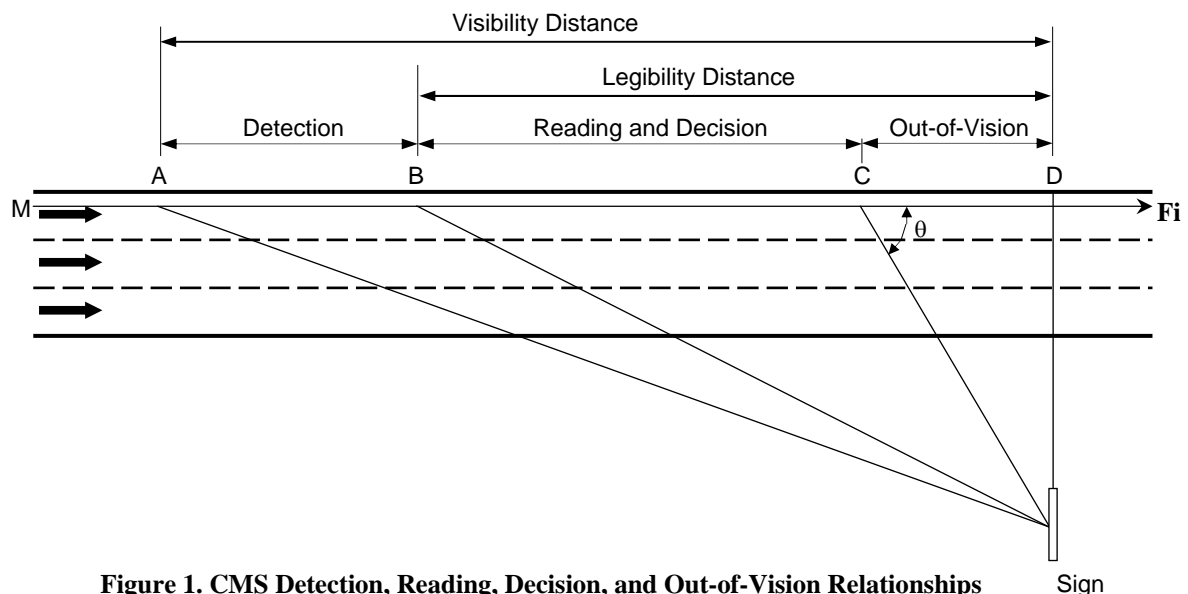 Visibility Distance
Legibility Distance
Detection Reading and Decision Out-of-Vision
A B C D
M Fi
θ
Figure 1. CMS Detection, Reading, Decision, and Out-of-Vision Relationships Sign